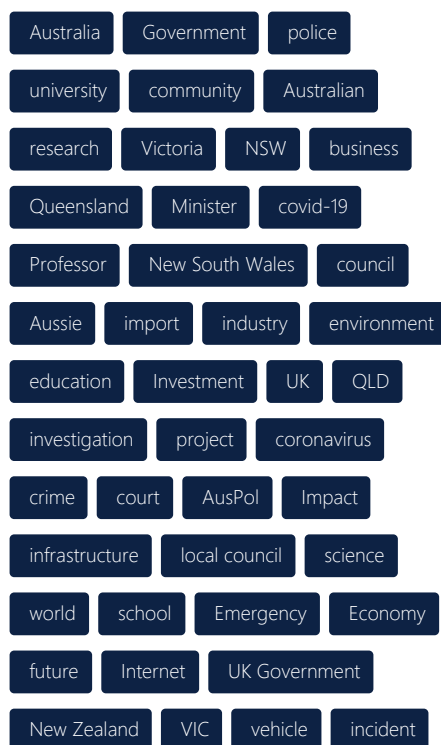 Australia Government police
university community Australian
research Victoria NSW business
Queensland Minister covid-19
Professor New South Wales council
Aussie import industry environment
education Investment UK QLD
investigation project coronavirus
crime court AusPol Impact
infrastructure local council science
world school Emergency Economy
future Internet UK Government
New Zealand VIC vehicle incident